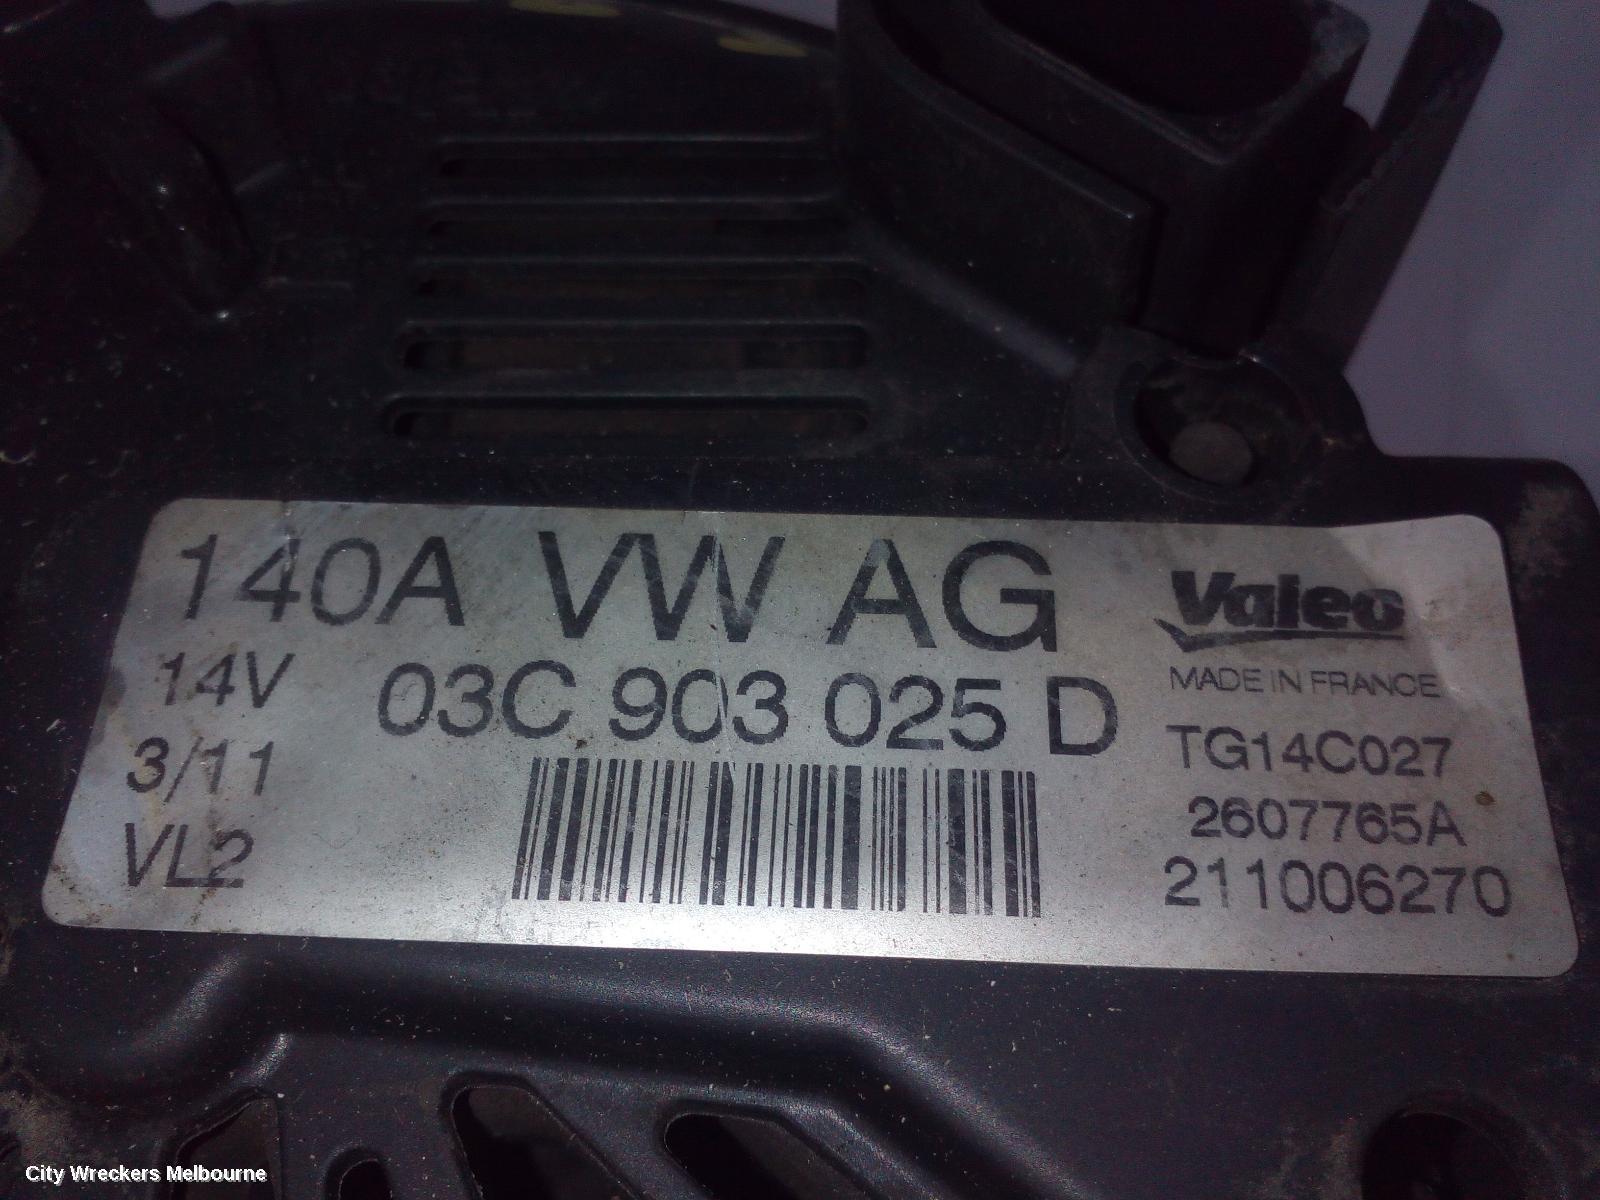 140A VW AG
14V
03C 903 025 D
3/11
VL2
Valeo
MADE IN FRANCE
TG14C027
2607765A
211006270
City Wreckers Melbourne